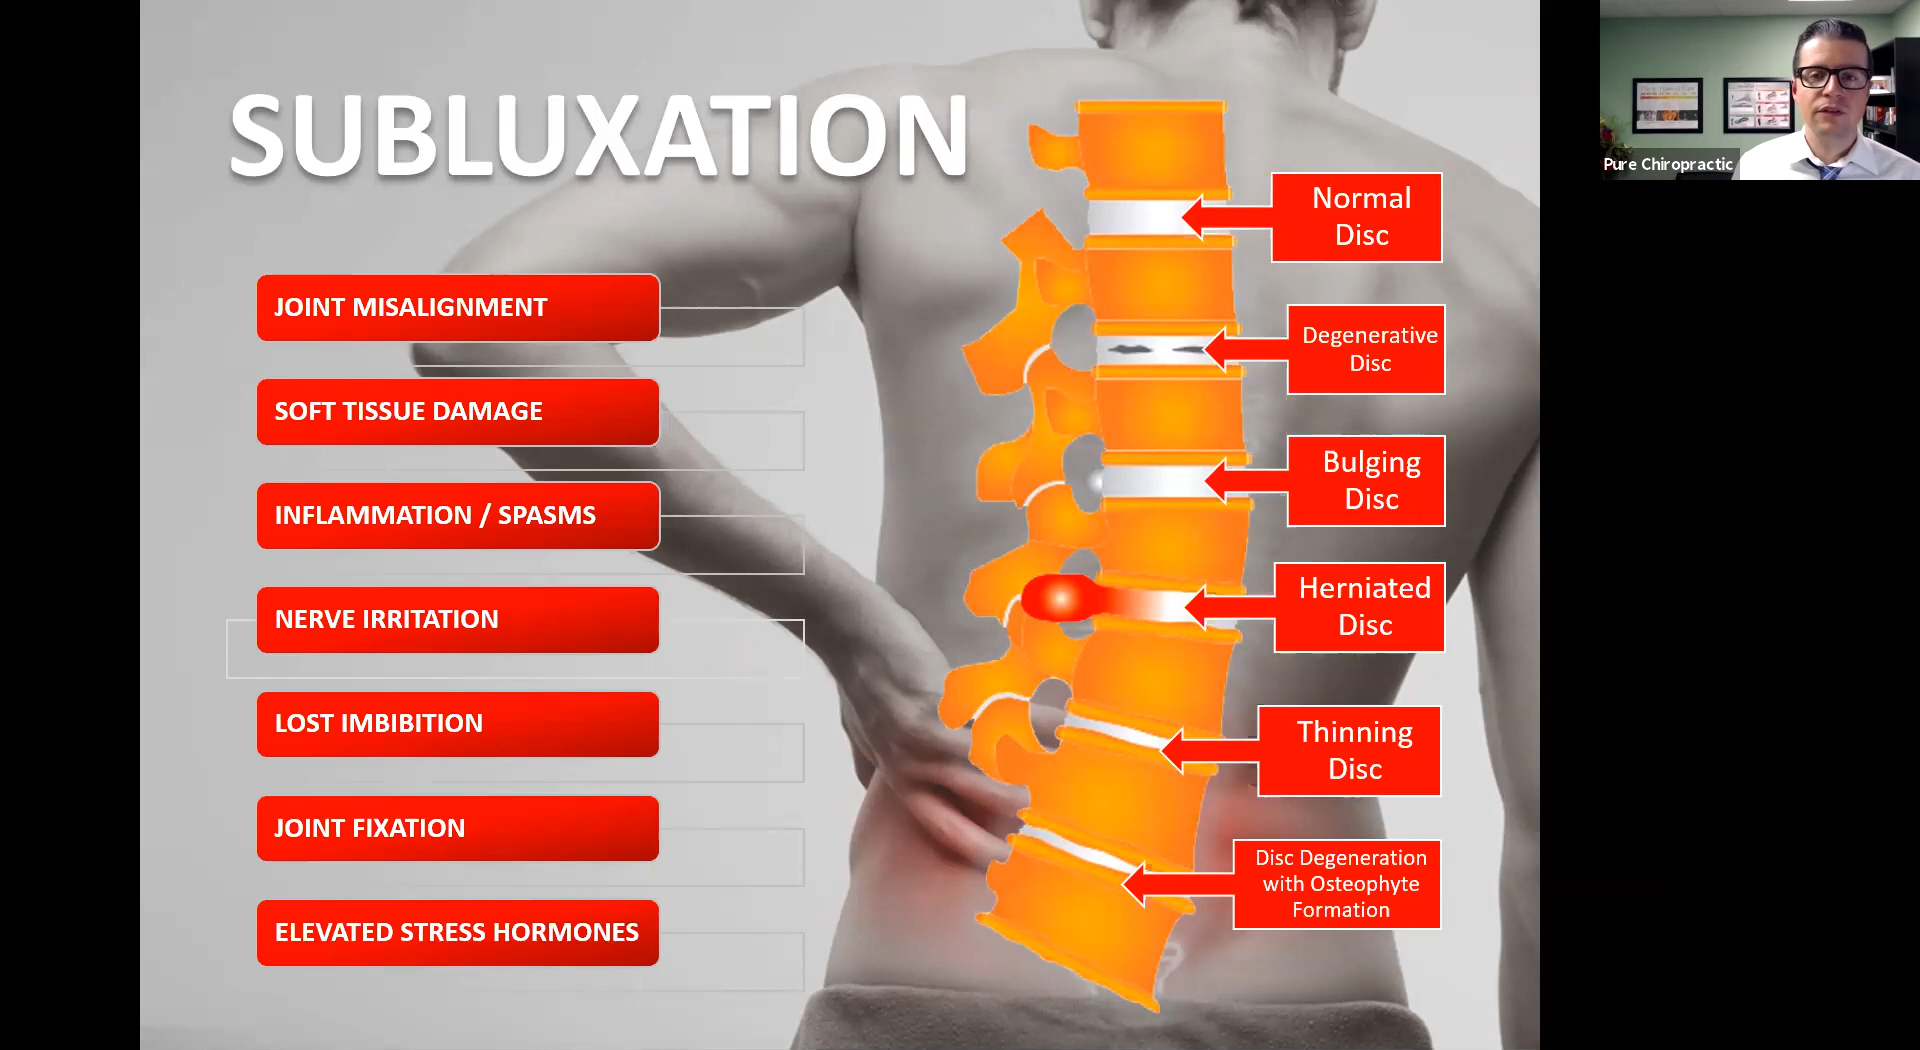 SUBLUXATION
JOINT MISALIGNMENT
SOFT TISSUE DAMAGE
INFLAMMATION / SPASMS
NERVE IRRITATION
LOST IMBIBITION
JOINT FIXATION
ELEVATED STRESS HORMONES
Normal
Disc
Degenerative
Disc
Bulging
Disc
Herniated
Disc
Thinning
Disc
Disc Degeneration
with Osteophyte
Formation
Pure Chiropractic